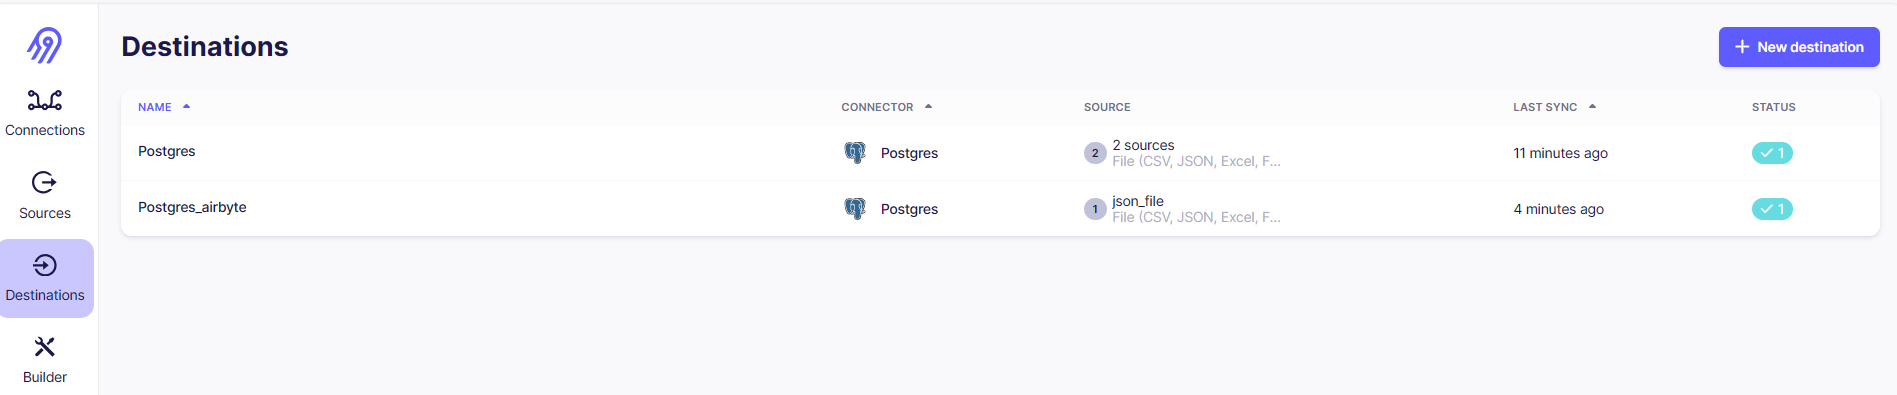 Destinations
+ New destination
NAME CONNECTOR SOURCE LAST SYNC STATUS
Postgres Postgres 2 2 sources 11 minutes ago 1
File (CSV, JSON, Excel, F...
Postgres_airbyte Postgres 1 json_file 4 minutes ago 1
File (CSV, JSON, Excel, F...
Connections
Sources
Destinations
Builder